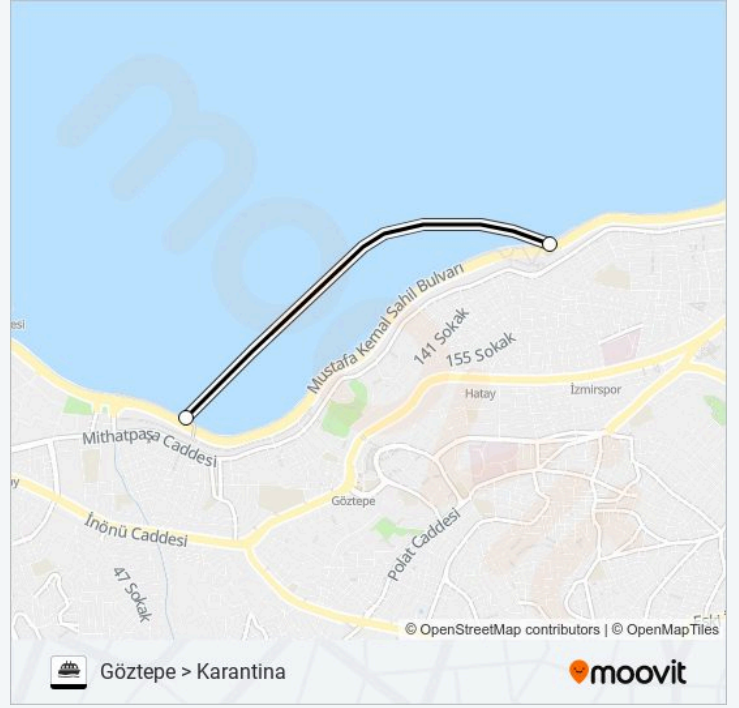 esi
Mustafa Kemal Sahil Bulvarı
141 Sokak
155 Sokak
Hatay
İzmirspor
Mithatpaşa Caddesi
Göztepe
İnönü Caddesi
Polat Caddesi
47 Sokak
© OpenStreetMap contributors | © OpenMapTiles
Göztepe > Karantina
moovit